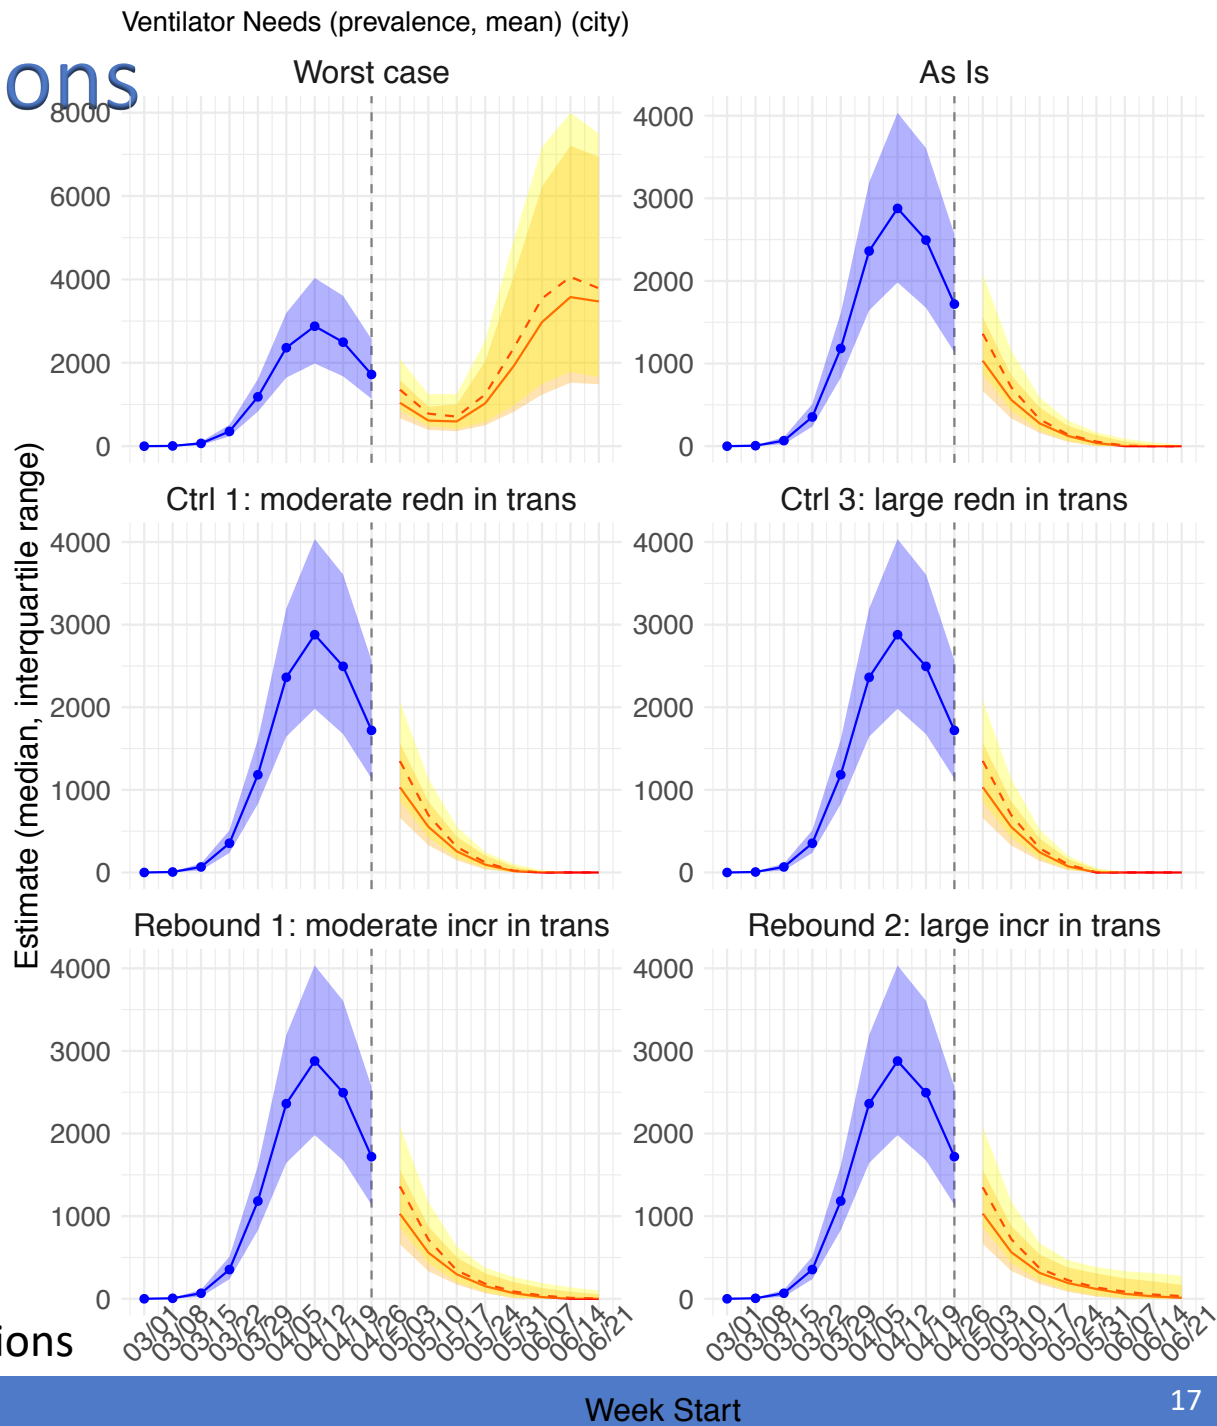 Ventilator Needs (prevalence, mean) (city)
ons
Worst case
As Is
8000
6000
4000
2000
0
4000
3000
2000
1000
0
Estimate (median, interquartile range)
Ctrl 1: moderate redn in trans
Ctrl 3: large redn in trans
4000
3000
2000
1000
0
4000
3000
2000
1000
0
Rebound 1: moderate incr in trans
Rebound 2: large incr in trans
4000
3000
2000
1000
0
4000
3000
2000
1000
0
03/01 03/08 03/15 03/22 03/29 04/05 04/12 04/19 04/26 05/03 05/10 05/17 05/24 05/31 06/07 06/14 06/21
03/01 03/08 03/15 03/22 03/29 04/05 04/12 04/19 04/26 05/03 05/10 05/17 05/24 05/31 06/07 06/14 06/21
ions
Week Start
17